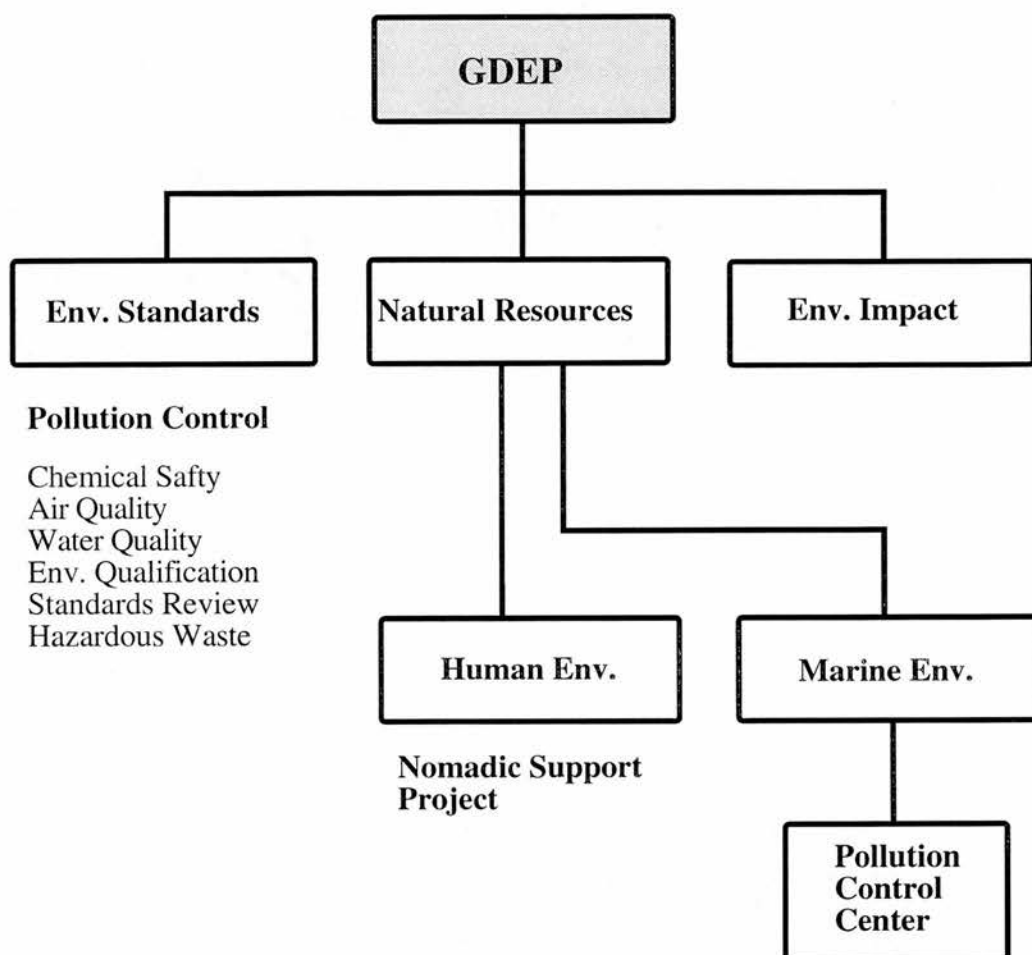 GDEP
Env. Standards
Natural Resources
Env. Impact
Pollution Control
Chemical Safty
Air Quality
Water Quality
Env. Qualification
Standards Review
Hazardous Waste
Human Env.
Marine Env.
Nomadic Support
Project
Pollution
Control
Center